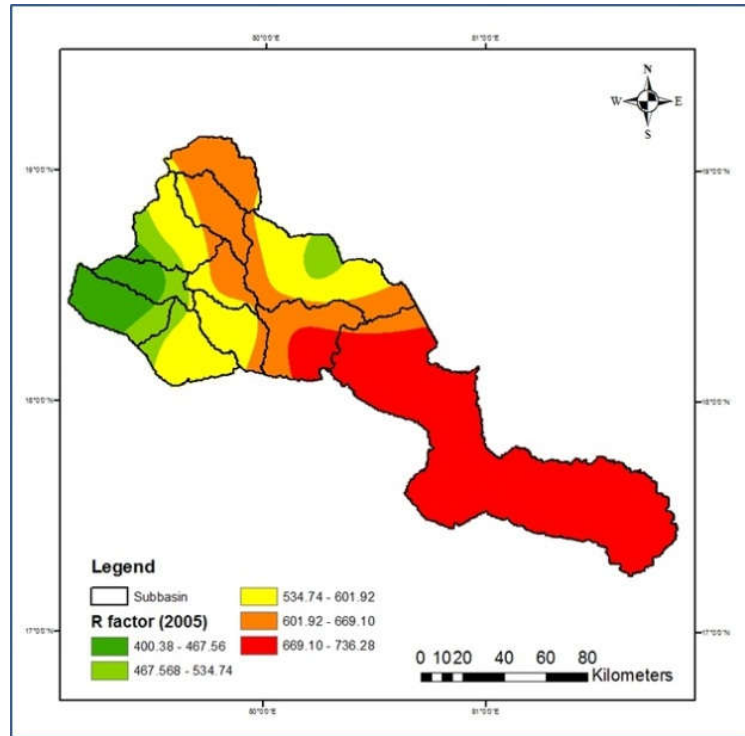 80°0'0"E 81°0'0"E
N
W E
S
19°0'0"N 19°0'0"N
18°0'0"N 18°0'0"N
Legend
Subbasin
R factor (2005)
400.38 - 467.56
467.568 - 534.74
534.74 - 601.92
601.92 - 669.10
669.10 - 736.28
17°0'0"N 17°0'0"N
0 10 20 40 60 80
Kilometers
80°0'0"E 81°0'0"E